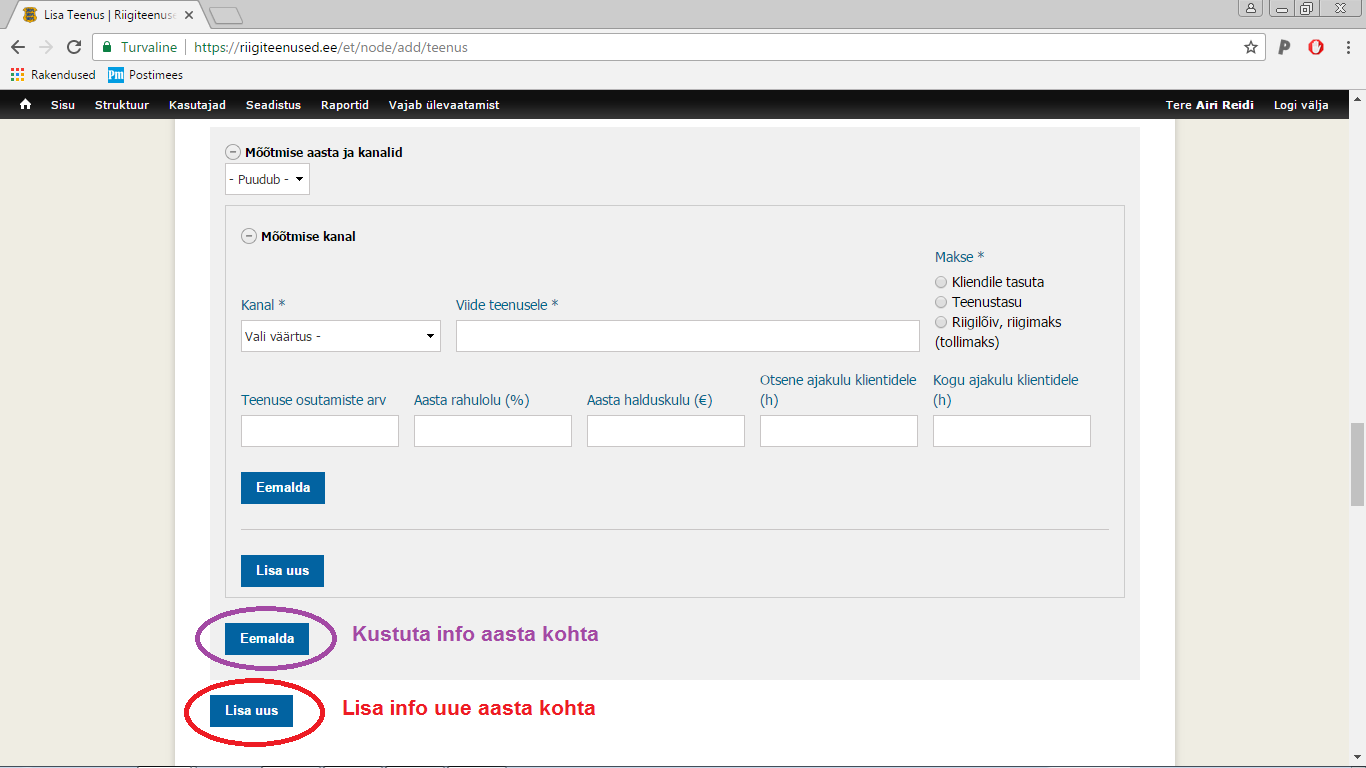 Lisa Teenus | Riigiteenuse
Turvaline https://riigiteenused.ee/et/node/add/teenus
Rakendused Pm Postimees
Sisu Struktuur Kasutajad Seadistus Raportid Vajab ülevaatamist Tere Airi Reidi Logi välja
Mõõtmise aasta ja kanalid
- Puudub -
Mõõtmise kanal
Makse *
Kliendile tasuta
Teenustasu
Riigilõiv, riigimaks
(tollimaks)
Kanal * Viide teenusele *
Vali väärtus -
Otsene ajakulu klientidele Kogu ajakulu klientidele
Teenuse osutamiste arv Aasta rahulolu (%) Aasta halduskulu (€) (h) (h)
Eemalda
Lisa uus
Eemalda Kustuta info aasta kohta
Lisa uus Lisa info uue aasta kohta